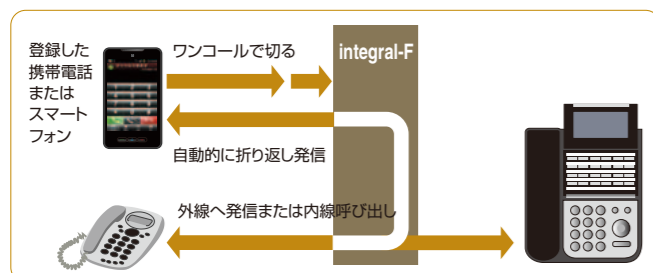 登録した
携帯電話
または
スマート
フォン
ワンコールで切る
integral-F
自動的に折り返し発信
外線へ発信または内線呼び出し